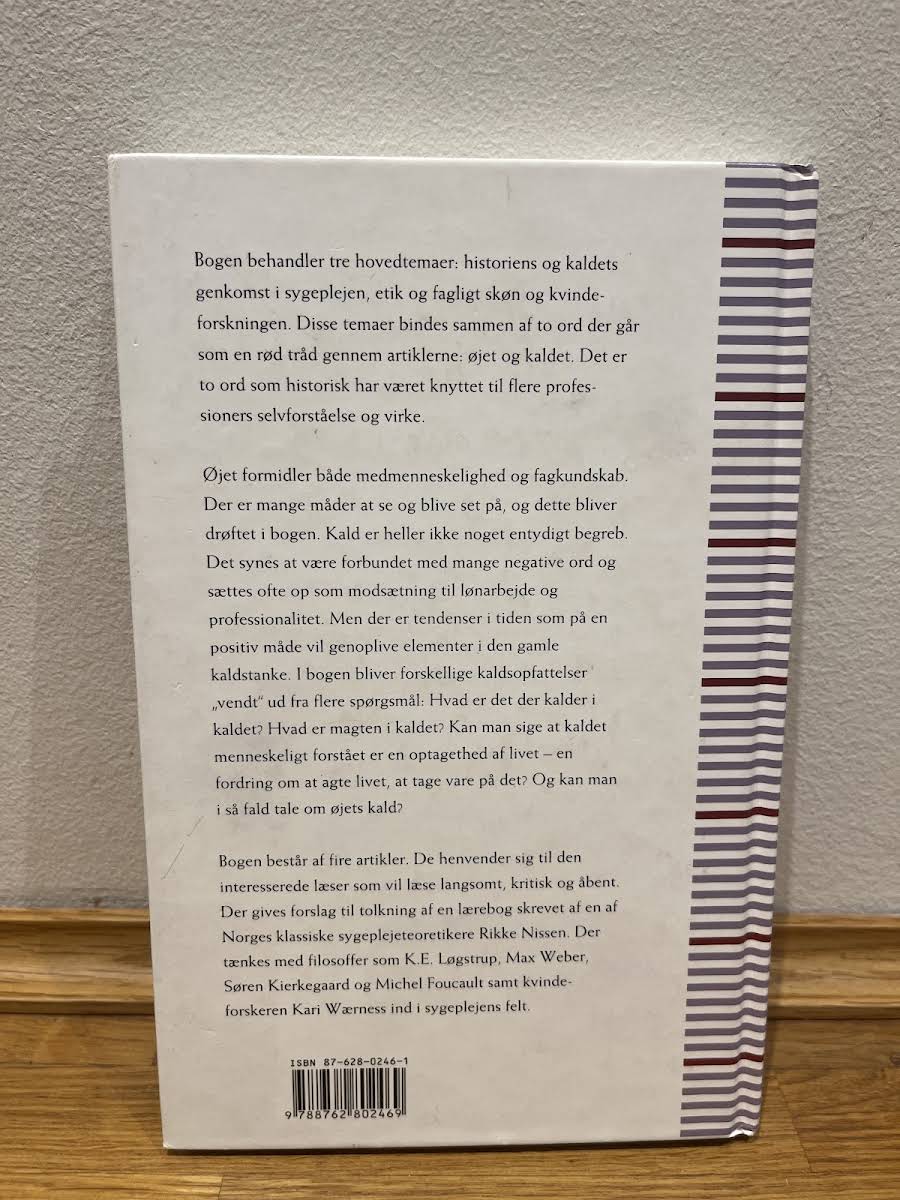 Bogen behandler tre hovedtemaer: historiens og kaldets
genkomst i sygeplejen, etik og fagligt skøn og kvinde-
forskningen. Disse temaer bindes sammen af to ord der går
som en rød tråd gennem artiklerne: øjet og kaldet. Det er
to ord som historisk har været knyttet til flere profes-
sioners selvforståelse og virke.
Øjet formidler både medmenneskelighed og fagkundskab.
Der er mange måder at se og blive set på, og dette bliver
drøftet i bogen. Kald er heller ikke noget entydigt begreb.
Det synes at være forbundet med mange negative ord og
sættes ofte op som modsætning til lønarbejde og
professionalitet. Men der er tendenser i tiden som på en
positiv måde vil genoplive elementer i den gamle
kaldstanke. I bogen bliver forskellige kaldsopfattelser
„vendt“ ud fra flere spørgsmål: Hvad er det der kalder i
kaldet? Hvad er magten i kaldet? Kan man sige at kaldet
menneskeligt forstået er en optagethed af livet – en
fordring om at agte livet, at tage vare på det? Og kan man
i så fald tale om øjets kald?
Bogen består af fire artikler. De henvender sig til den
interesserede læser som vil læse langsomt, kritisk og åbent.
Der gives forslag til tolkning af en lærebog skrevet af en af
Norges klassiske sygeplejeteoretikere Rikke Nissen. Der
tænkes med filosoffer som K.E. Løgstrup, Max Weber,
Søren Kierkegaard og Michel Foucault samt kvinde-
forskeren Kari Wærness ind i sygeplejens felt.
ISBN 87-628-0246-1
9 788762 802469